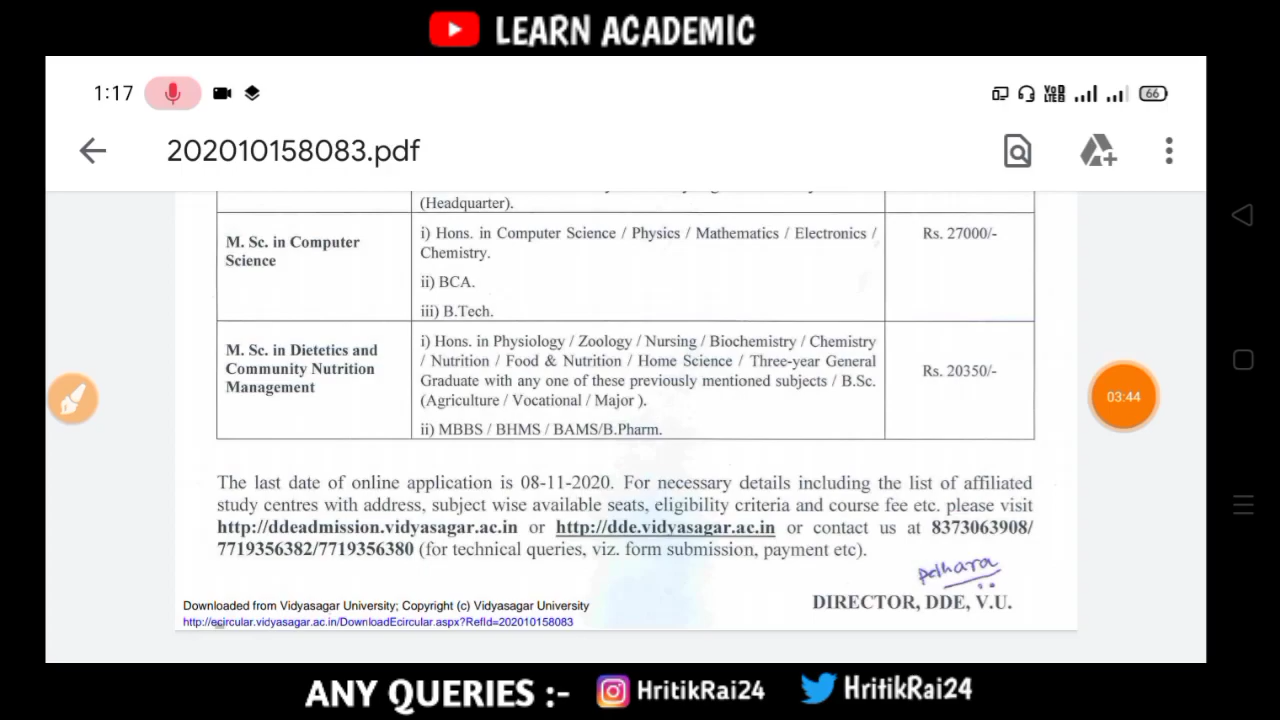 LEARN ACADEMIC
1:17
VoD
LTE
66
202010158083.pdf
(Headquarter).
M. Sc. in Computer
Science
i) Hons. in Computer Science / Physics / Mathematics / Electronics /
Chemistry.
ii) BCA.
iii) B.Tech.
Rs. 27000/-
M. Sc. in Dietetics and
Community Nutrition
Management
i) Hons. in Physiology / Zoology / Nursing / Biochemistry / Chemistry
/ Nutrition / Food & Nutrition / Home Science / Three-year General
Graduate with any one of these previously mentioned subjects / B.Sc.
(Agriculture / Vocational / Major ).
ii) MBBS / BHMS / BAMS/B.Pharm.
Rs. 20350/-
03:44
The last date of online application is 08-11-2020. For necessary details including the list of affiliated
study centres with address, subject wise available seats, eligibility criteria and course fee etc. please visit
http://ddeadmission.vidyasagar.ac.in or http://dde.vidyasagar.ac.in or contact us at 8373063908/
7719356382/7719356380 (for technical queries, viz. form submission, payment etc).
DIRECTOR, DDE, V.U.
Downloaded from Vidyasagar University; Copyright (c) Vidyasagar University
http://ecircular.vidyasagar.ac.in/DownloadEcircular.aspx?RefId=202010158083
ANY QUERIES :- HritikRai24 HritikRai24